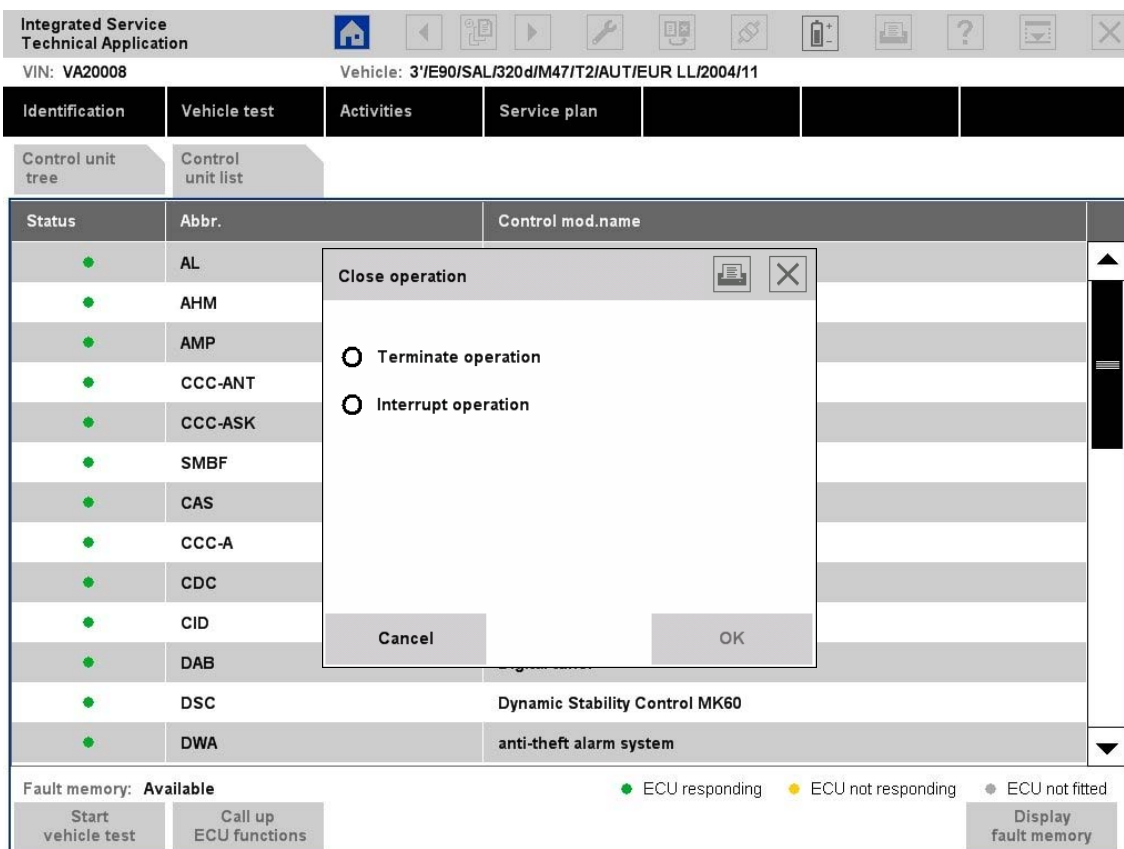 Integrated Service
Technical Application
VIN: VA20008 Vehicle: 3'/E90/SAL/320d/M47/T2/AUT/EUR LL/2004/11
Identification Vehicle test Activities Service plan
Control unit
tree
Control
unit list
Status Abbr. Control mod.name
AL
AHM
AMP
CCC-ANT
CCC-ASK
SMBF
CAS
CCC-A
CDC
CID
DAB
DSC Dynamic Stability Control MK60
DWA anti-theft alarm system
Close operation
Terminate operation
Interrupt operation
Cancel OK
Fault memory: Available ECU responding ECU not responding ECU not fitted
Start
vehicle test
Call up
ECU functions
Display
fault memory